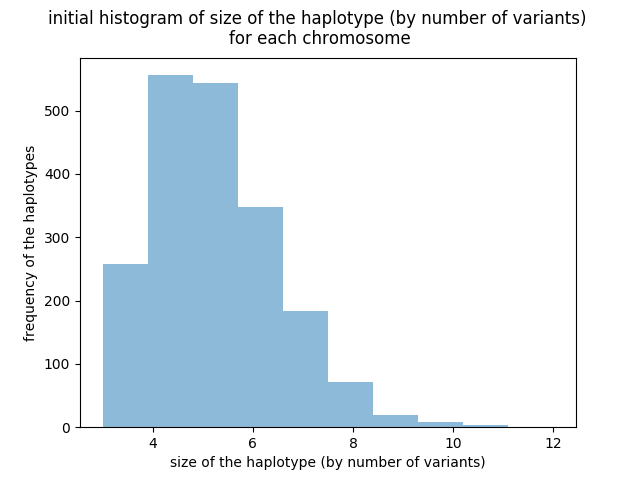 initial histogram of size of the haplotype (by number of variants)
for each chromosome
500
400
300
200
100
0
frequency of the haplotypes
4 6 8 10 12
size of the haplotype (by number of variants)